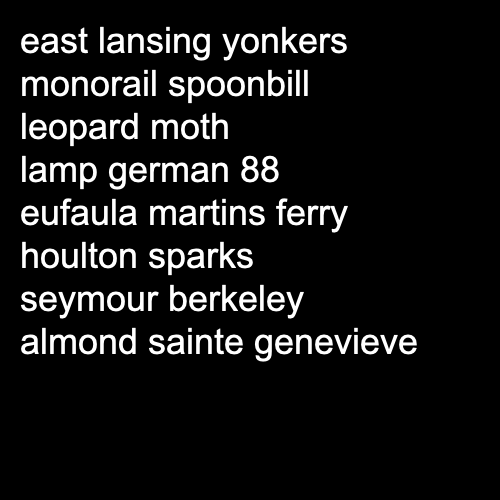 east lansing yonkers
monorail spoonbill
leopard moth
lamp german 88
eufaula martins ferry
houlton sparks
seymour berkeley
almond sainte genevieve